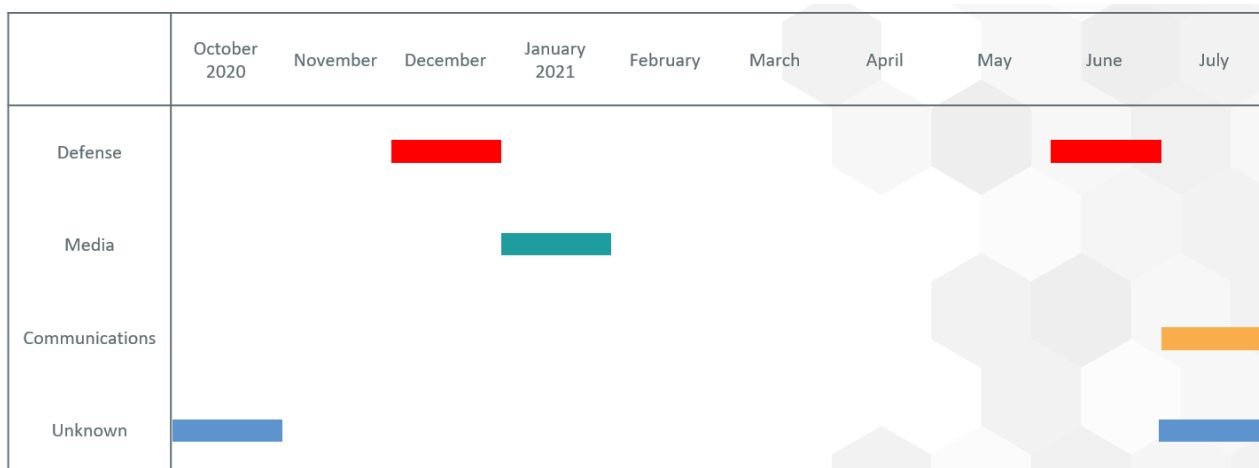 October
2020
November
December
January
2021
February
March
April
May
June
July
Defense
Media
Communications
Unknown